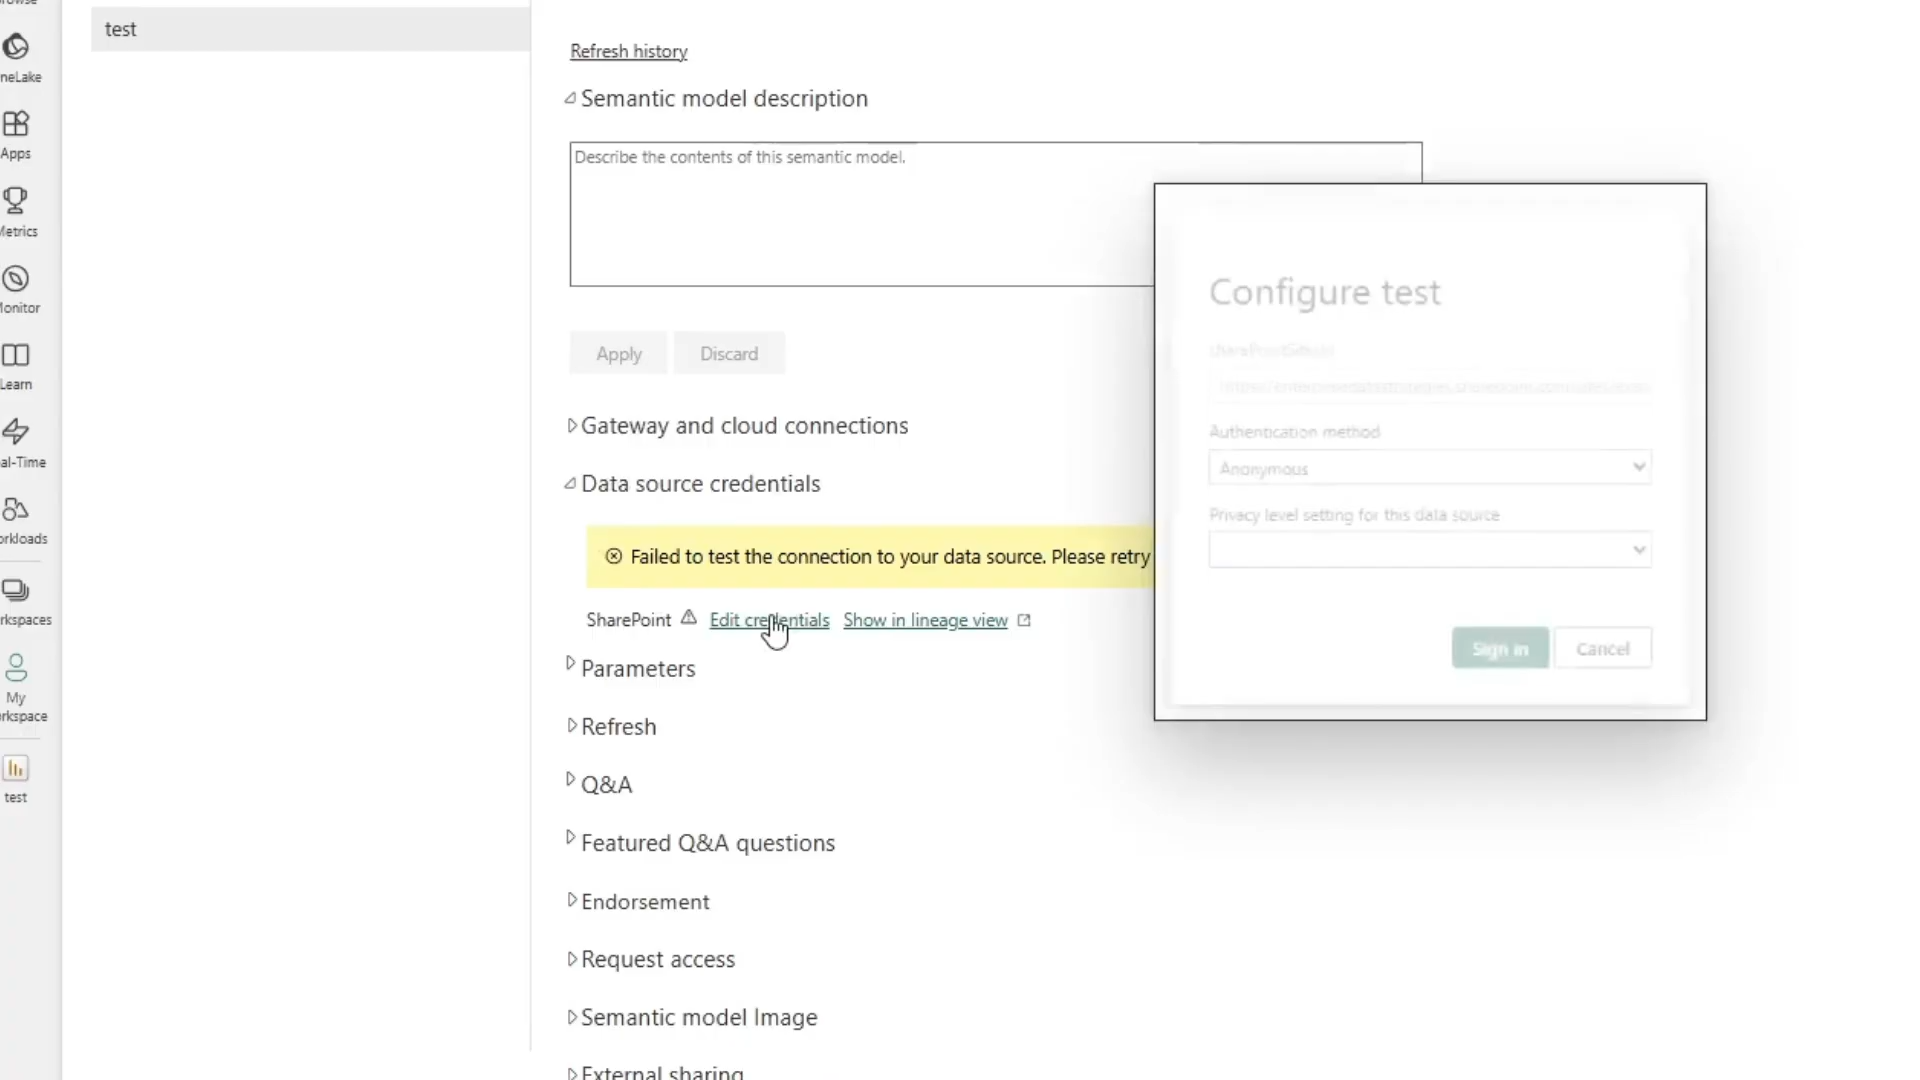 test
neLake
Apps
Metrics
Monitor
Learn
al-Time
orkloads
rkspaces
My
rkspace
test
Refresh history
Semantic model description
Describe the contents of this semantic model.
Apply Discard
Gateway and cloud connections
Data source credentials
Failed to test the connection to your data source. Please retry
SharePoint Edit credentials Show in lineage view
Parameters
Refresh
Q&A
Featured Q&A questions
Endorsement
Request access
Semantic model Image
External sharing
Configure test
Authentication method
Anonymous
Privacy level setting for this data source
Sign in Cancel